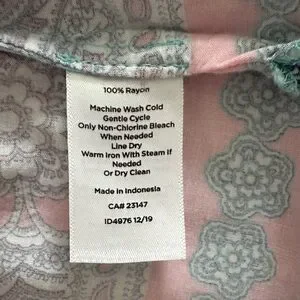 100% Rayon
Machine Wash Cold
Gentle Cycle
Only Non-Chlorine Bleach
When Needed
Line Dry
Warm Iron With Steam If
Needed
Or Dry Clean
Made in Indonesia
CA# 23147
ID4976 12/19